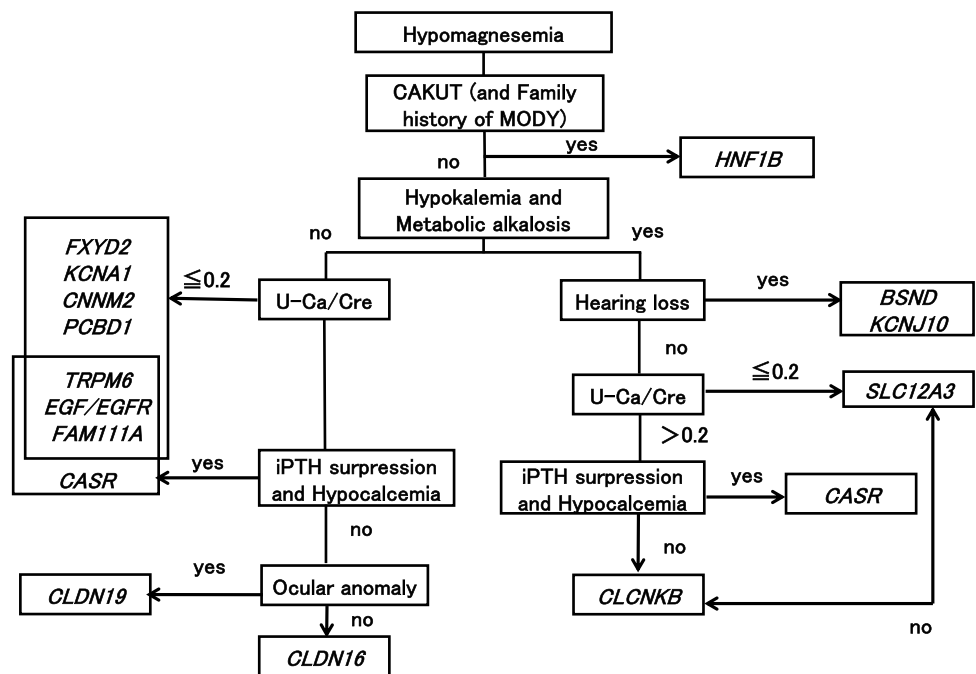 Hypomagnesemia
CAKUT (and Family
history of MODY)
yes
HNF1B
no
Hypokalemia and
Metabolic alkalosis
no
yes
FXYD2
KCNA1
CNNM2
PCBD1
≦0.2
U-Ca/Cre
Hearing loss
yes
BSND
KCNJ10
no
TRPM6
EGF/EGFR
FAM111A
U-Ca/Cre
≦0.2
SLC12A3
>0.2
CASR
yes
iPTH surpression
and Hypocalcemia
iPTH surpression
and Hypocalcemia
yes
CASR
no
no
CLDN19
yes
Ocular anomaly
CLCNKB
no
no
CLDN16